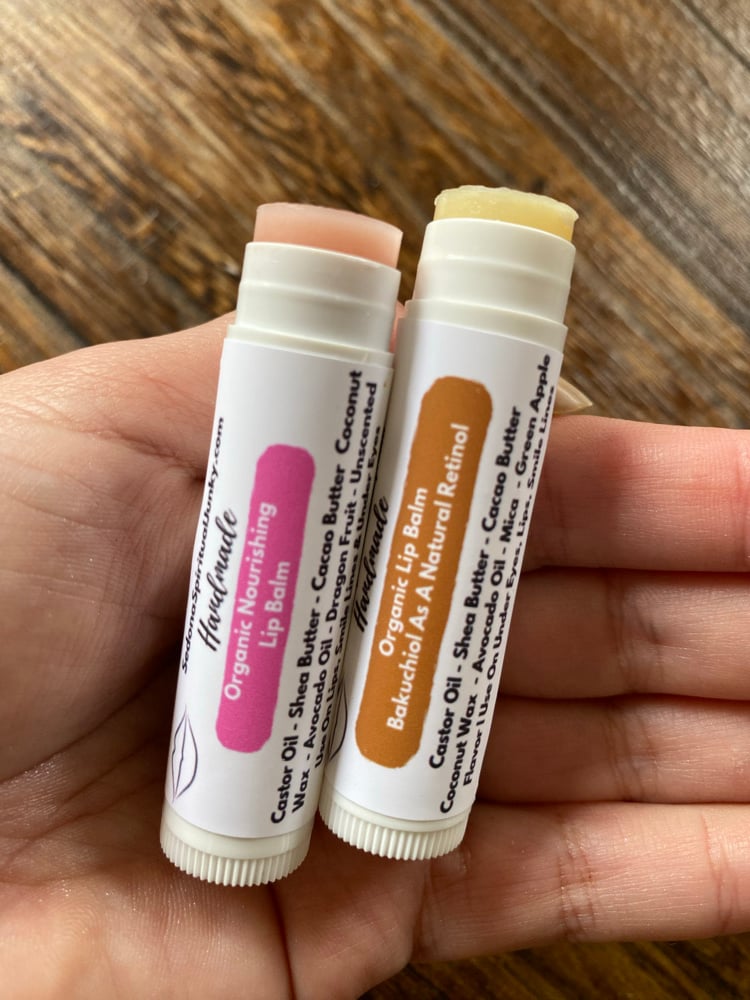 SedonaSpiritualJunky.com
Handmade
Organic Nourishing
Lip Balm
Castor Oil - Shea Butter - Cacao Butter Coconut
Wax - Avocado Oil - Dragon Fruit - Unscented
Use On Lips, Smile Lines & Under Eyes
Handmade
Organic Lip Balm
Bakuchiol As A Natural Retinol
Castor Oil - Shea Butter - Cacao Butter
Coconut Wax - Avocado Oil - Mica - Green Apple
Flavor | Use On Under Eyes, Lips, Smile Lines